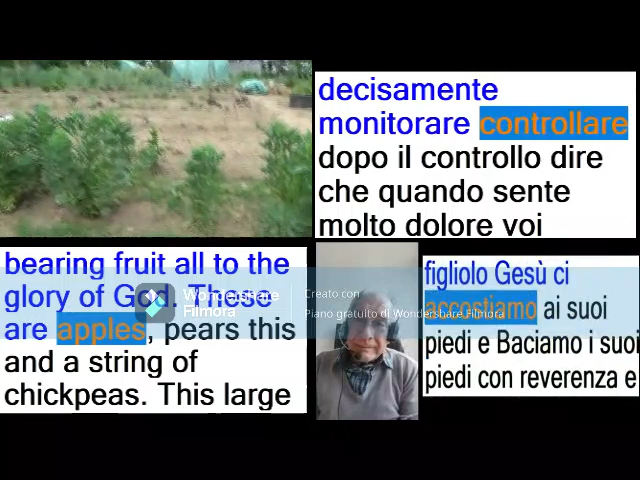 decisamente
monitorare controllare
dopo il controllo dire
che quando sente
molto dolore voi
bearing fruit all to the
glory of God. These
are apples, pears this
and a string of
chickpeas. This large
Wondershare
Filmora
Creato con
Piano gratuito di Wondershare Filmora
figliolo Gesù ci
accostiamo ai suoi
piedi e Baciamo i suoi
piedi con reverenza e